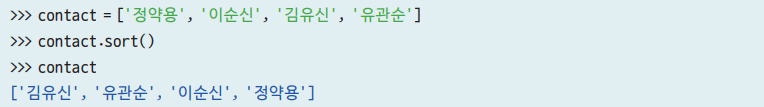 >>> contact = ['정약용', '이순신', '김유신', '유관순']
>>> contact.sort()
>>> contact
['김유신', '유관순', '이순신', '정약용']